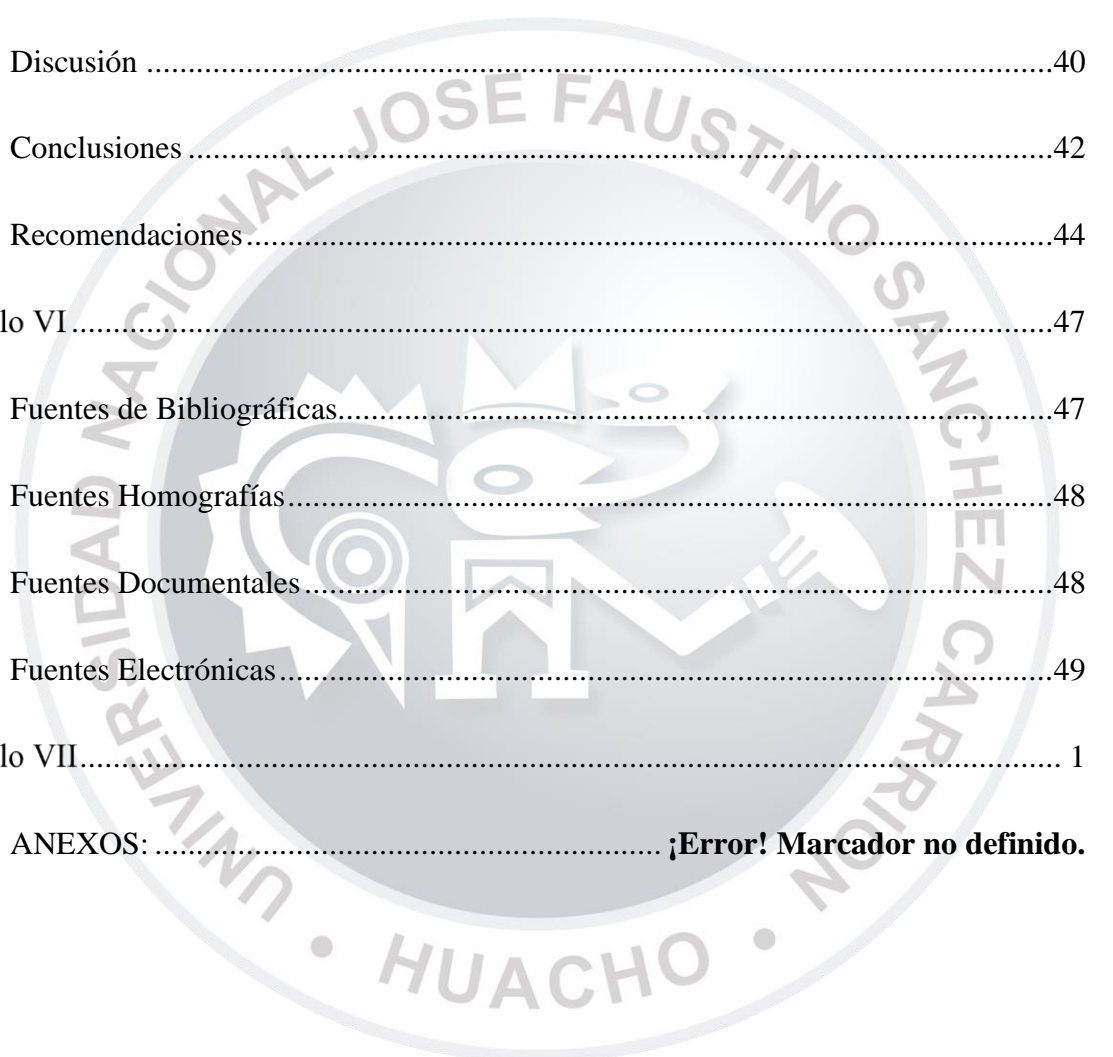 Discusión ........................................ 40
Conclusiones ........................................ 42
Recomendaciones ........................................ 44
lo VI ........................................ 47
Fuentes de Bibliográficas ........................................ 47
Fuentes Homografías ........................................ 48
Fuentes Documentales ........................................ 48
Fuentes Electrónicas ........................................ 49
lo VII ........................................ 1
ANEXOS: ........................................ ¡Error! Marcador no definido.
UNIVERSIDAD NACIONAL JOSE FAUSTINO SANCHEZ CARRION
• HUACHO •